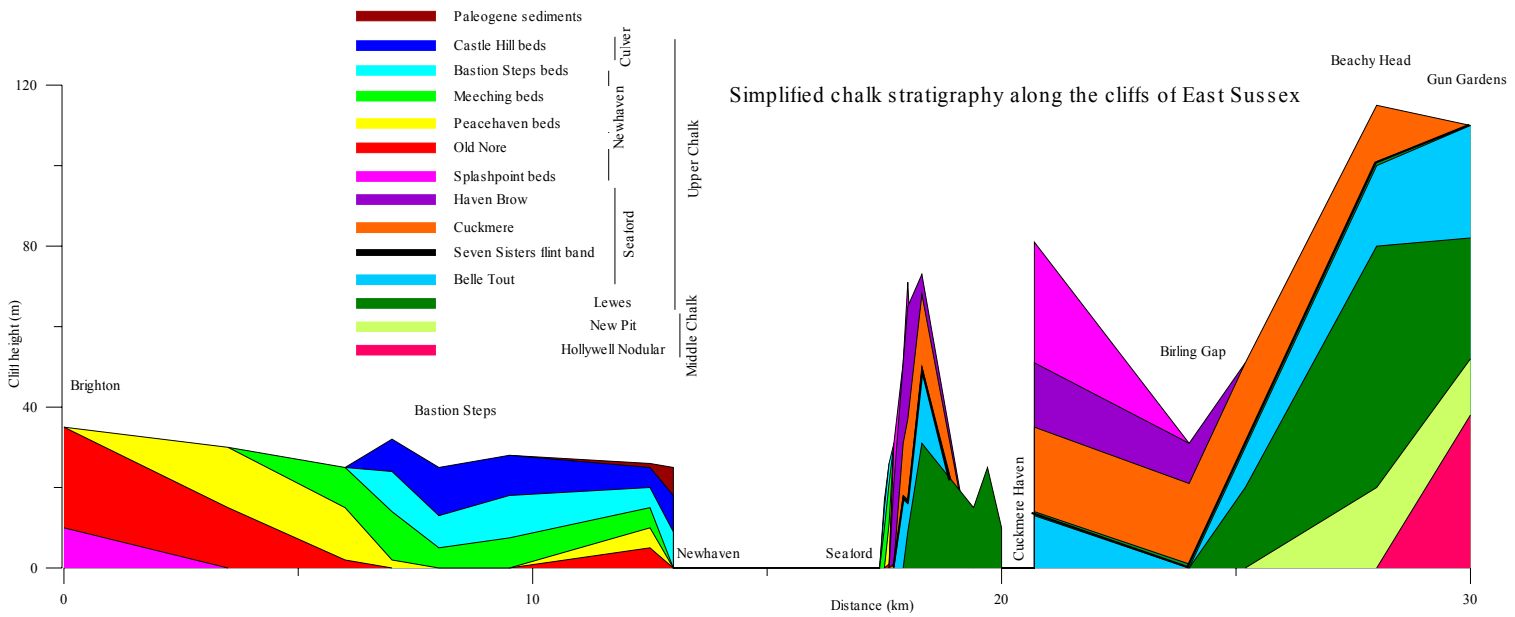 Paleogene sediments
Castle Hill beds
Bastion Steps beds
Meeching beds
Peacehaven beds
Old Nore
Splashpoint beds
Haven Brow
Cuckmere
Seven Sisters flint band
Belle Tout
Lewes
New Pit
Hollywell Nodular
Culver
Newhaven
Seaford
Upper Chalk
Middle Chalk
Simplified chalk stratigraphy along the cliffs of East Sussex
Beachy Head
Gun Gardens
Birling Gap
Brighton
Bastion Steps
Newhaven
Seaford
Cuckmere Haven
Cliff height (m)
120
80
40
0
0
10
20
30
Distance (km)